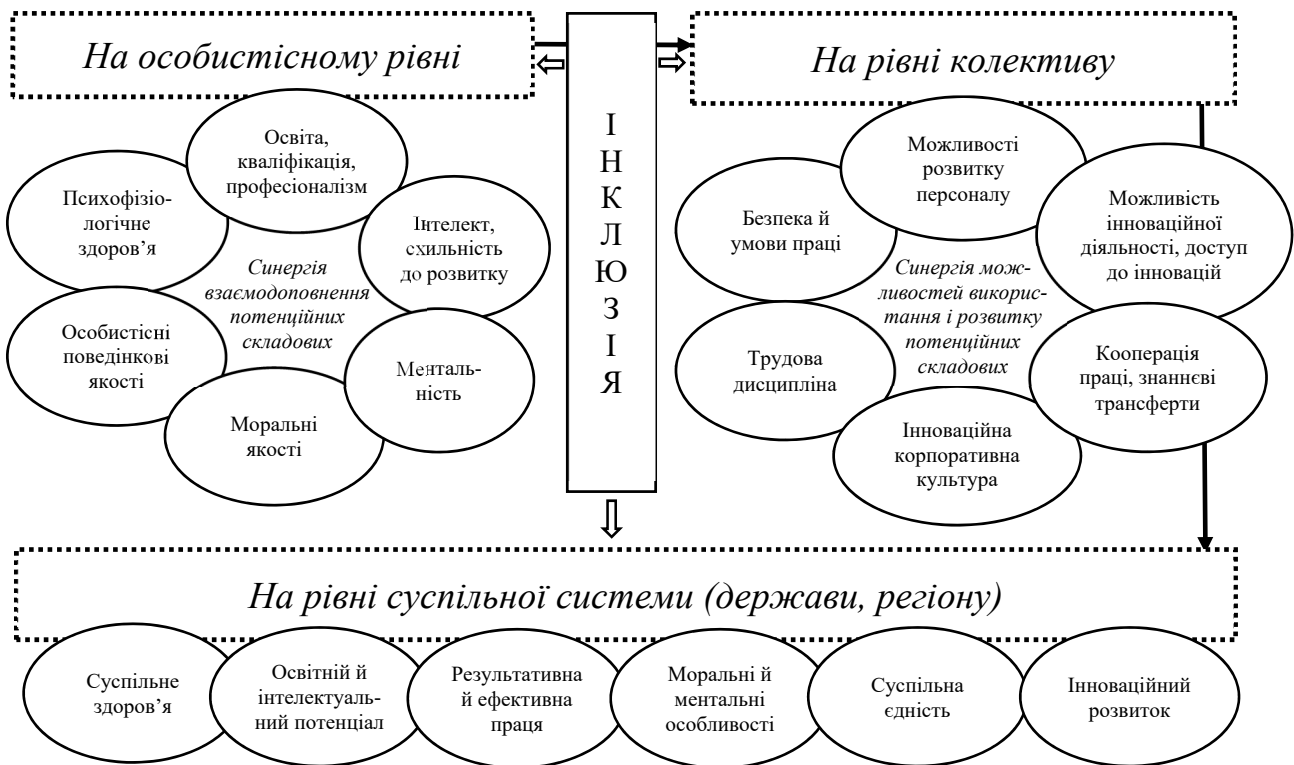 На особистісному рівні
Освіта,
кваліфікація,
професіоналізм
Психофізіо-
логічне
здоров’я
Інтелект,
схильність
до розвитку
Синергія
взаємодоповнення
потенційних
складових
Особистісні
поведінкові
якості
Менталь-
ність
Моральні
якості
І
Н
К
Л
Ю
З
І
Я
На рівні колективу
Можливості
розвитку
персоналу
Безпека й
умови праці
Можливість
інноваційної
діяльності, доступ
до інновацій
Синергія мож-
ливостей викорис-
тання і розвитку
потенційних
складових
Трудова
дисципліна
Кооперація
праці, знаннєві
трансферти
Інноваційна
корпоративна
культура
На рівні суспільної системи (держави, регіону)
Суспільне
здоров’я
Освітній й
інтелектуаль-
ний потенціал
Результативна
й ефективна
праця
Моральні й
ментальні
особливості
Суспільна
єдність
Інноваційний
розвиток